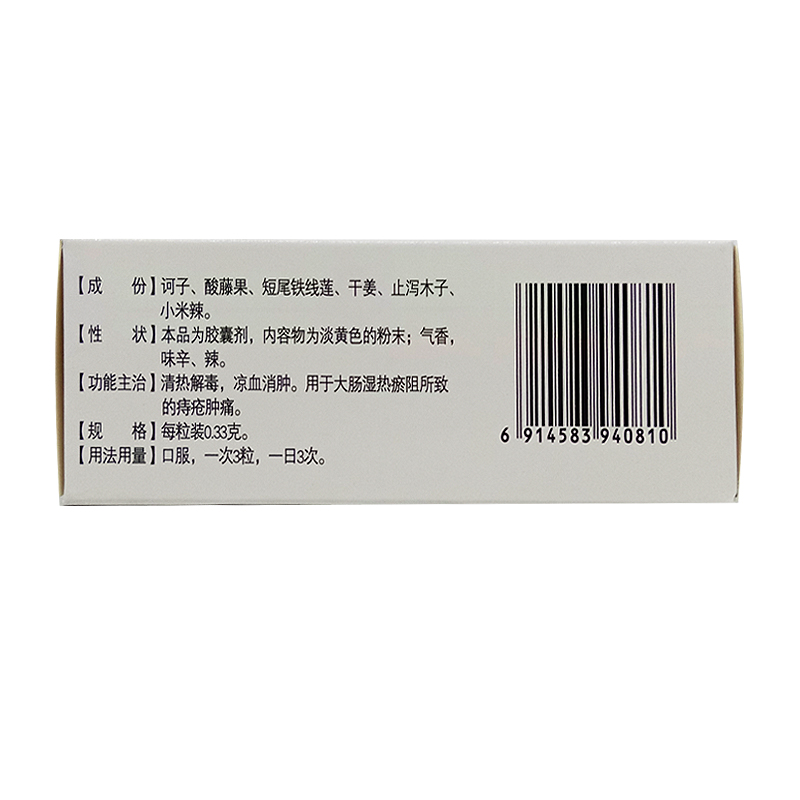 【成　　份】诃子、酸藤果、短尾铁线莲、干姜、止泻木子、
小米辣。
【性　　状】本品为胶囊剂，内容物为淡黄色的粉末；气香，
味辛、辣。
【功能主治】清热解毒，凉血消肿。用于大肠湿热瘀阻所致
的痔疮肿痛。
【规　　格】每粒装0.33克。
【用法用量】口服，一次3粒，一日3次。
6 914583 940810